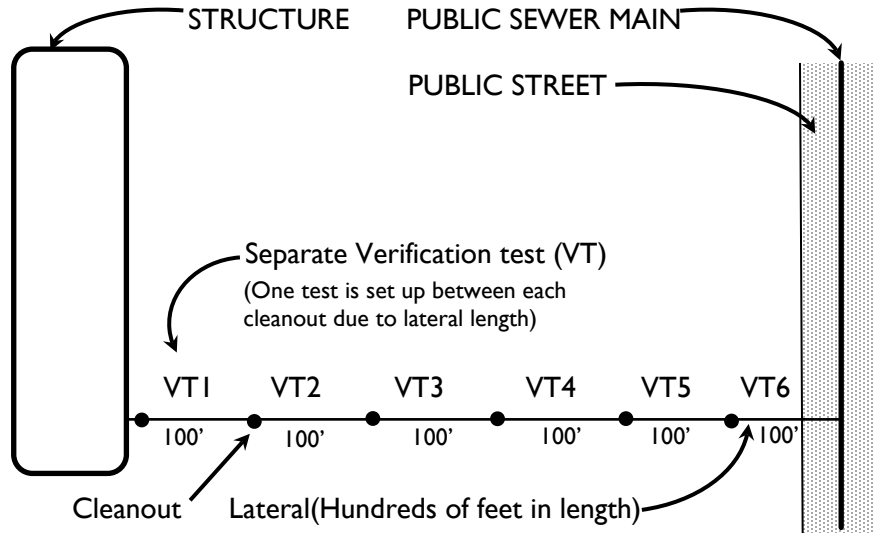 STRUCTURE
PUBLIC SEWER MAIN
PUBLIC STREET
Separate Verification test (VT)
(One test is set up between each
cleanout due to lateral length)
VT1 VT2 VT3 VT4 VT5 VT6
100’ 100’ 100’ 100’ 100’ 100’
Cleanout
Lateral(Hundreds of feet in length)